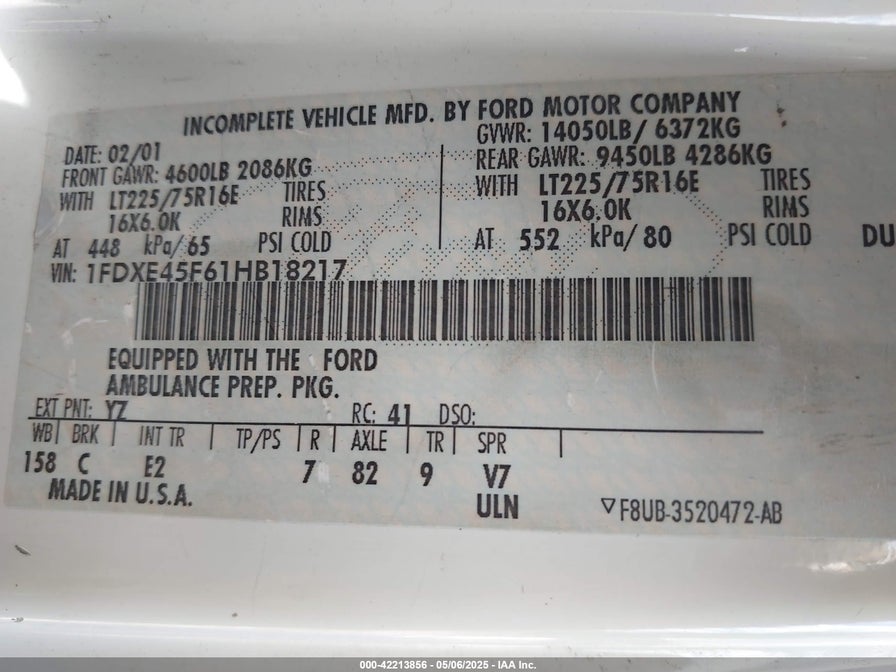 INCOMPLETE VEHICLE MFD. BY FORD MOTOR COMPANY
DATE: 02/01
FRONT GAWR: 4600LB 2086KG
WITH LT225/75R16E TIRES
16X6.0K RIMS
AT 448 kPa/65 PSI COLD
GVWR: 14050LB/ 6372KG
REAR GAWR: 9450LB 4286KG
WITH LT225/75R16E TIRES
16X6.0K RIMS
AT 552 kPa/80 PSI COLD
DU
VIN: 1FDXE45F61HB18217
EQUIPPED WITH THE FORD
AMBULANCE PREP. PKG.
EXT PNT: YZ RC: 41 DSO:
WB BRK INT TR TP/PS R AXLE TR SPR
158 C E2 7 82 9 V7
MADE IN U.S.A. ULN
F8UB-3520472-AB
000-42213856 — 05/06/2025 — IAA Inc.